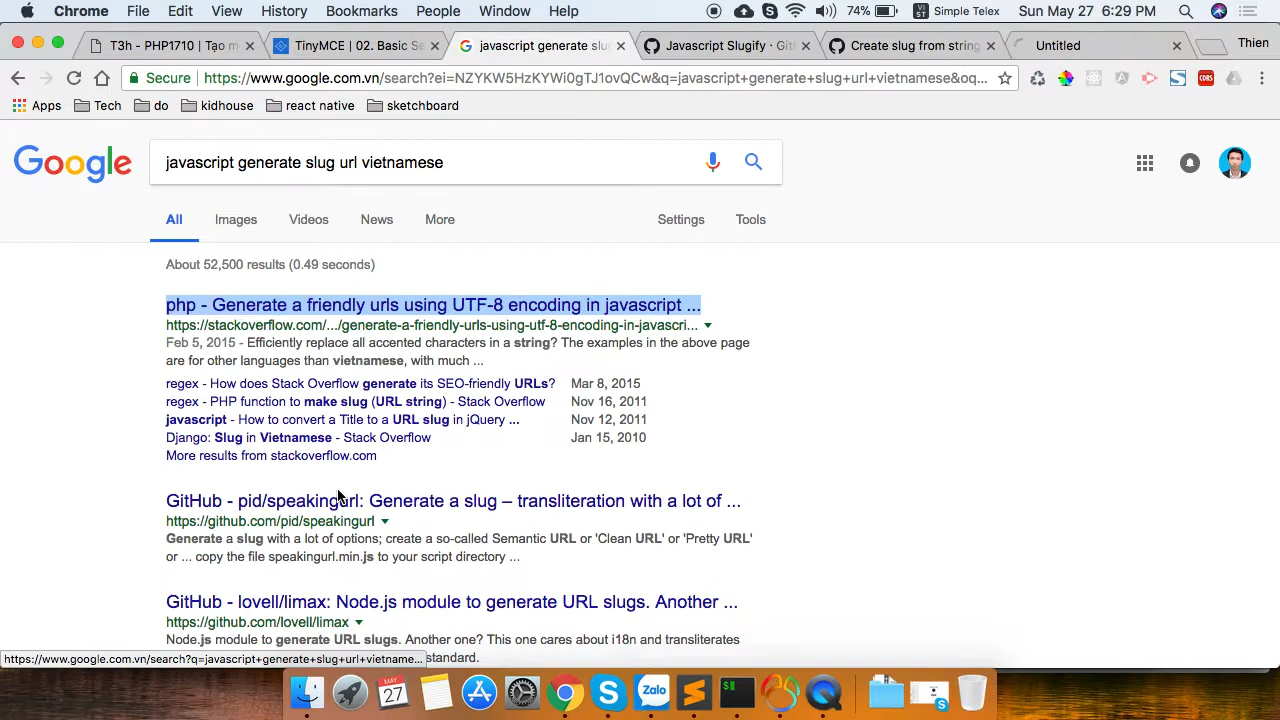 Chrome File Edit View History Bookmarks People Window Help 74% VI ST Simple Telex Sun May 27 6:29 PM
T3h - PHP1710 | Tạo m TinyMCE | 02. Basic Se javascript generate slug Javascript Slugify · GitH Create slug from string Untitled Thien
Secure https://www.google.com.vn/search?ei=NZYKW5HzKYWi0gTJ1ovQCw&q=javascript+generate+slug+url+vietnamese&oq... CORS
Apps Tech do kidhouse react native sketchboard
Google javascript generate slug url vietnamese
All Images Videos News More Settings Tools
About 52,500 results (0.49 seconds)
php - Generate a friendly urls using UTF-8 encoding in javascript ...
https://stackoverflow.com/.../generate-a-friendly-urls-using-utf-8-encoding-in-javascri...
Feb 5, 2015 - Efficiently replace all accented characters in a string? The examples in the above page
are for other languages than vietnamese, with much ...
regex - How does Stack Overflow generate its SEO-friendly URLs? Mar 8, 2015
regex - PHP function to make slug (URL string) - Stack Overflow Nov 16, 2011
javascript - How to convert a Title to a URL slug in jQuery ... Nov 12, 2011
Django: Slug in Vietnamese - Stack Overflow Jan 15, 2010
More results from stackoverflow.com
GitHub - pid/speakingurl: Generate a slug – transliteration with a lot of ...
https://github.com/pid/speakingurl
Generate a slug with a lot of options; create a so-called Semantic URL or 'Clean URL' or 'Pretty URL'
or ... copy the file speakingurl.min.js to your script directory ...
GitHub - lovell/limax: Node.js module to generate URL slugs. Another ...
https://github.com/lovell/limax
Node.js module to generate URL slugs. Another one? This one cares about i18n and transliterates
https://www.google.com.vn/search?q=javascript+generate+slug+url+vietname... standard.
MAY 27 Zalo